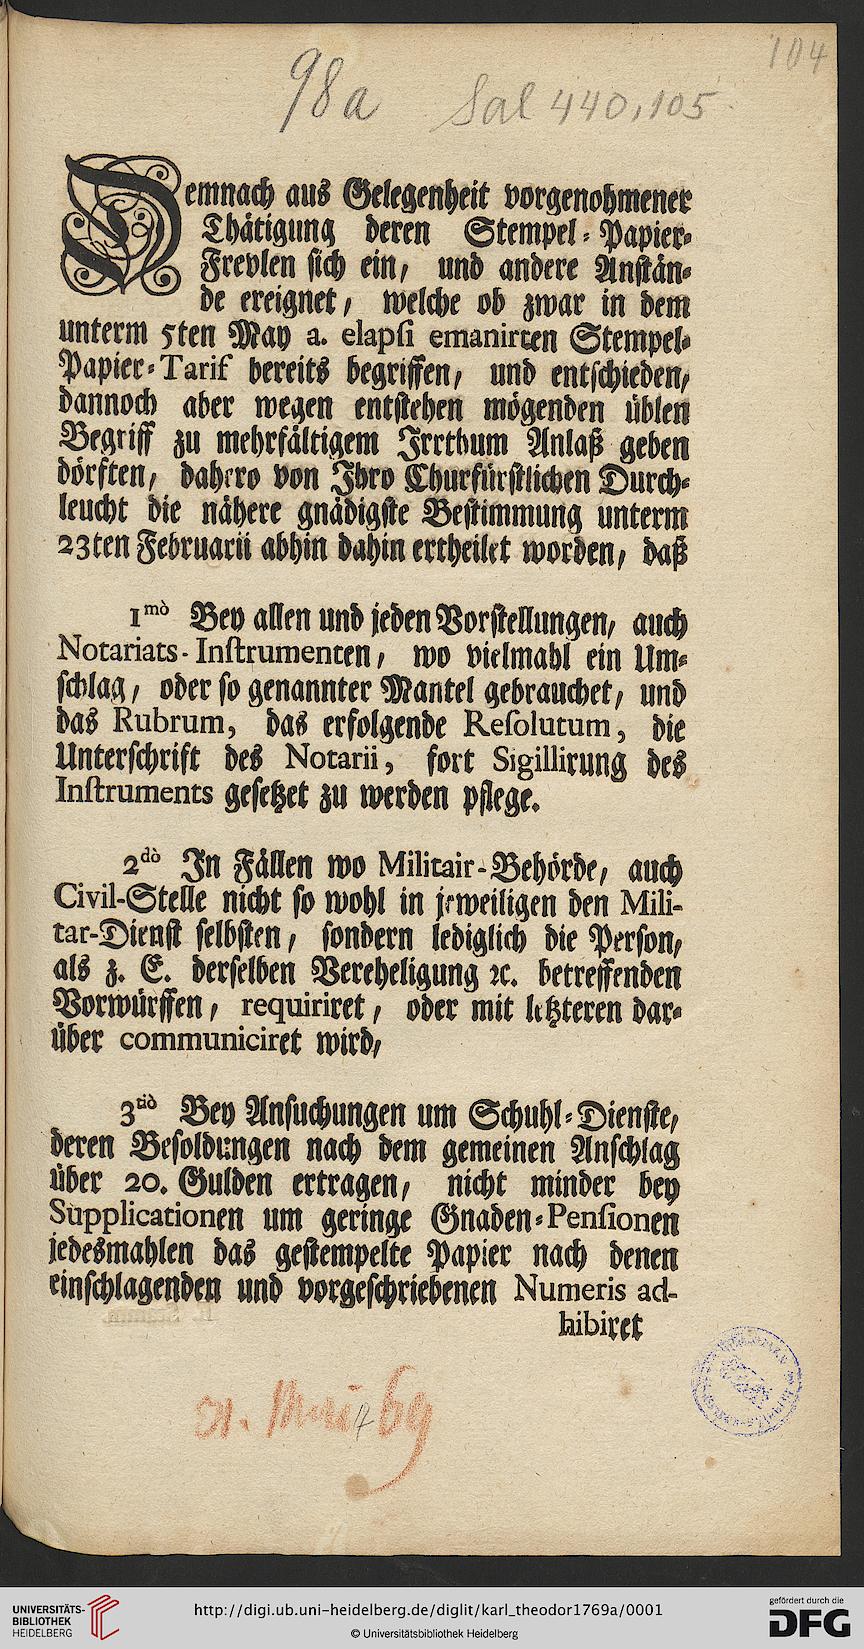 104
98a Sal 440,105
Demnach aus Gelegenheit vorgenohmener
Thätigung deren Stempel-Papier-
Frevlen sich ein, und andere Anstän-
de ereignet, welche ob zwar in dem
unterm 5ten May a. elapsi emanirten Stempel-
Papier-Tarif bereits begriffen, und entschieden,
dannoch aber wegen entstehen mögenden üblen
Begriff zu mehrfältigem Irrthum Anlaß geben
dörften, dahero von Ihro Churfürstlichen Durch-
leucht die nähere gnädigste Bestimmung unterm
23ten Februarii abhin dahin ertheilet worden, daß
1mò Bey allen und jeden Vorstellungen, auch
Notariats-Instrumenten, wo vielmahl ein Um-
schlag, oder so genannter Mantel gebrauchet, und
das Rubrum, das erfolgende Resolutum, die
Unterschrift des Notarii, fort Sigillirung des
Instruments gesetzet zu werden pflege.
2dò In Fällen wo Militair-Behörde, auch
Civil-Stelle nicht so wohl in jeweiligen den Mili-
tar-Dienst selbsten, sondern lediglich die Person,
als z. E. derselben Verehelichung ꝛc. betreffenden
Vorwürffen, requiriret, oder mit letzteren dar-
über communiciret wird,
3tiò Bey Ansuchungen um Schuhl-Dienste,
deren Besoldungen nach dem gemeinen Anschlag
über 20. Gulden ertragen, nicht minder bey
Supplicationen um geringe Gnaden-Pensionen
jedesmahlen das gestempelte Papier nach denen
einschlagenden und vorgeschriebenen Numeris ad-
hibiret
UNIVERSITÄTS-
BIBLIOTHEK
HEIDELBERG
http://digi.ub.uni-heidelberg.de/diglit/karl_theodor1769a/0001
© Universitätsbibliothek Heidelberg
gefördert durch die
DFG